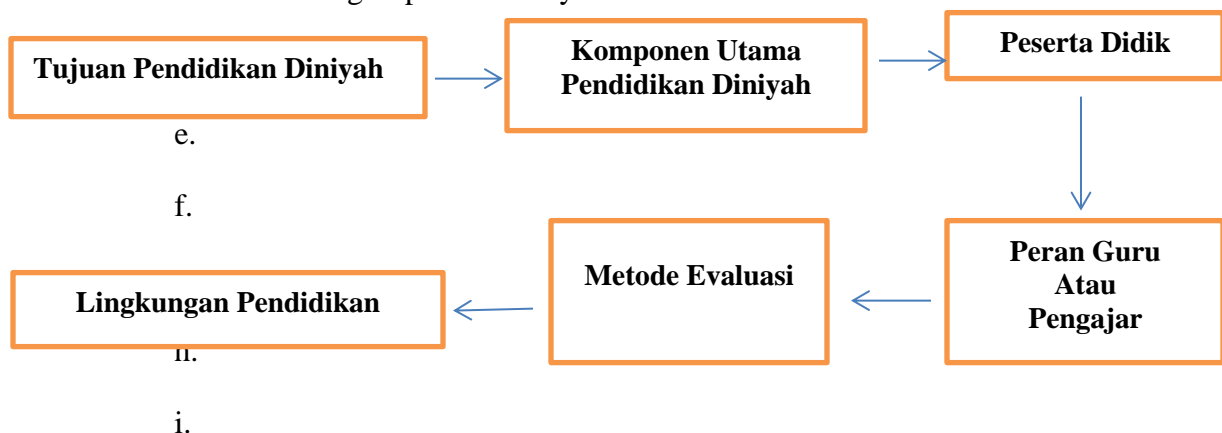 Tujuan Pendidikan Diniyah
Komponen Utama
Pendidikan Diniyah
Peserta Didik
e.
f.
Peran Guru
Atau
Pengajar
Metode Evaluasi
Lingkungan Pendidikan
i.